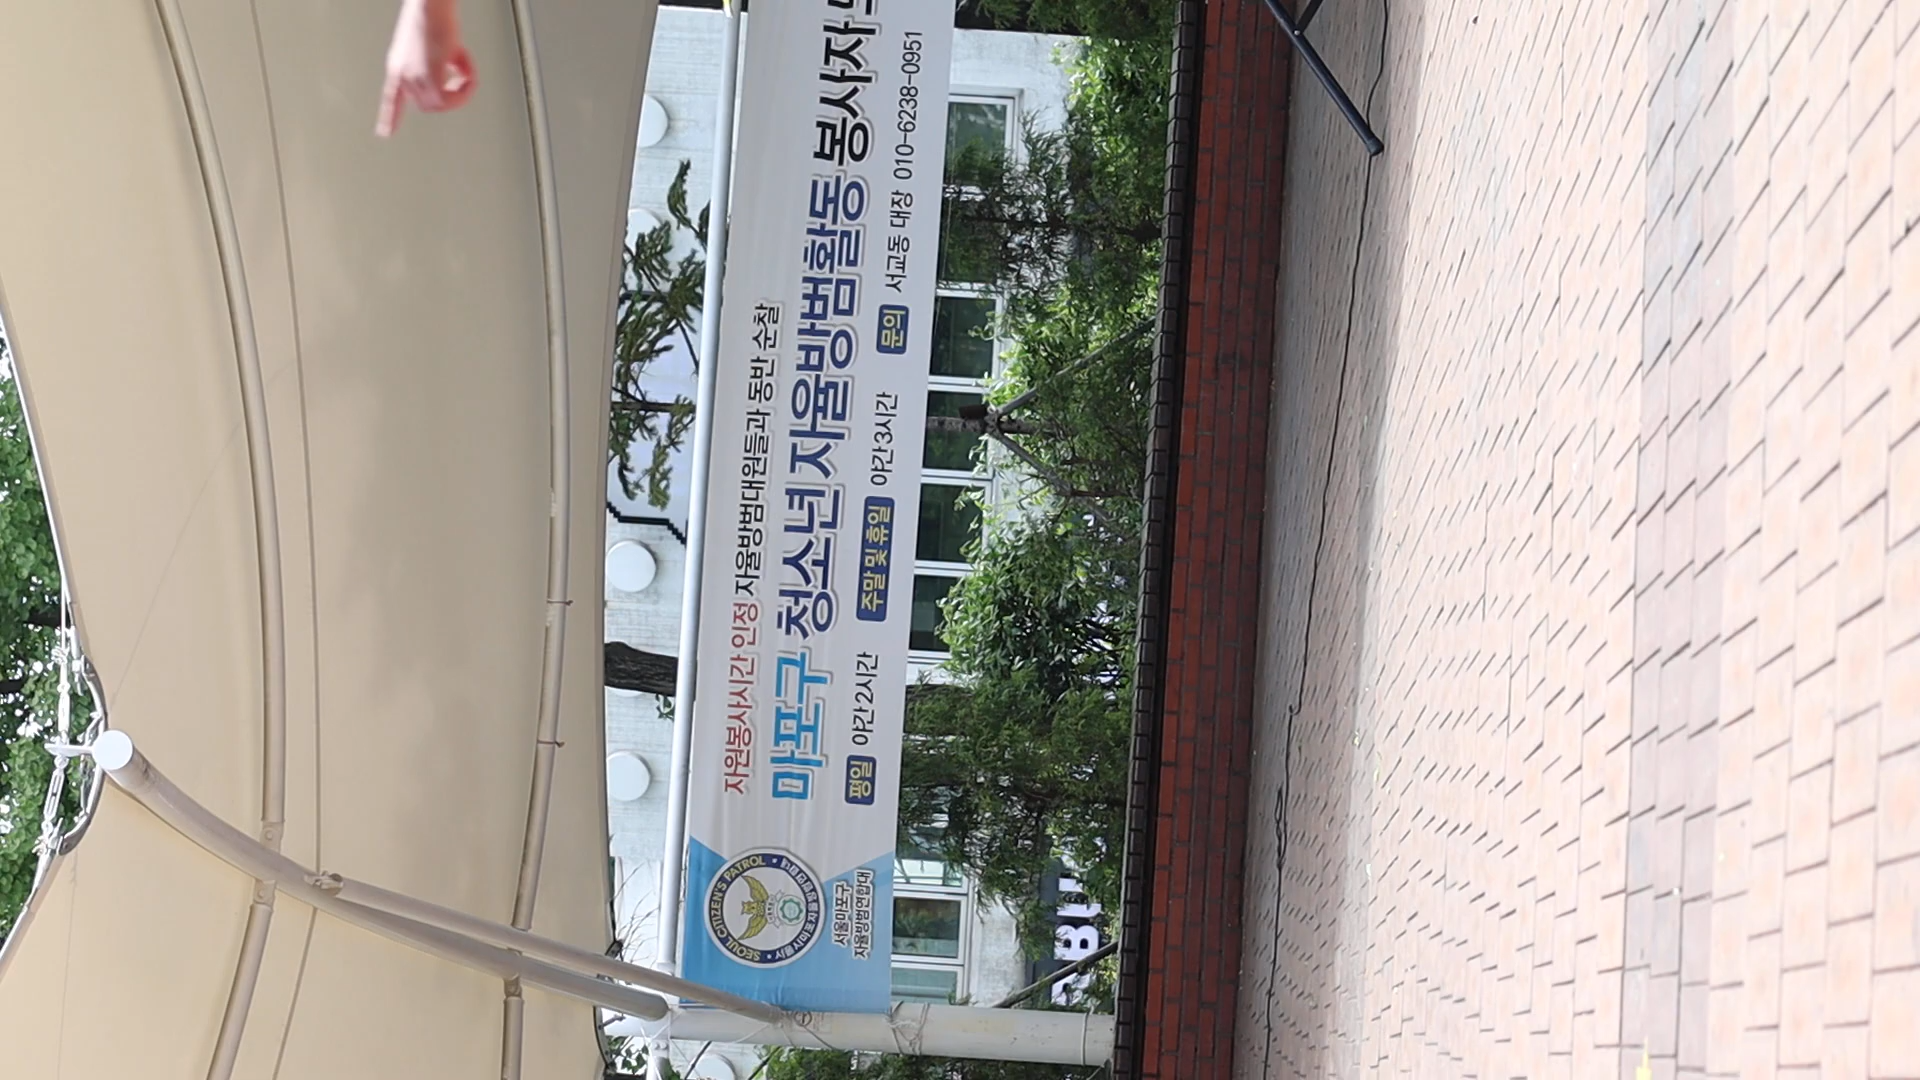 자원봉사시간 인정 자율방범대원들과 동반 순찰
마포구 청소년 자율방범활동 봉사자
평일 야간 2시간 주말 및 휴일 야간 3시간 문의 서교동 대장 010-6238-0951
SEOUL CITIZEN'S PATROL
서울마포구
자율방범연합대